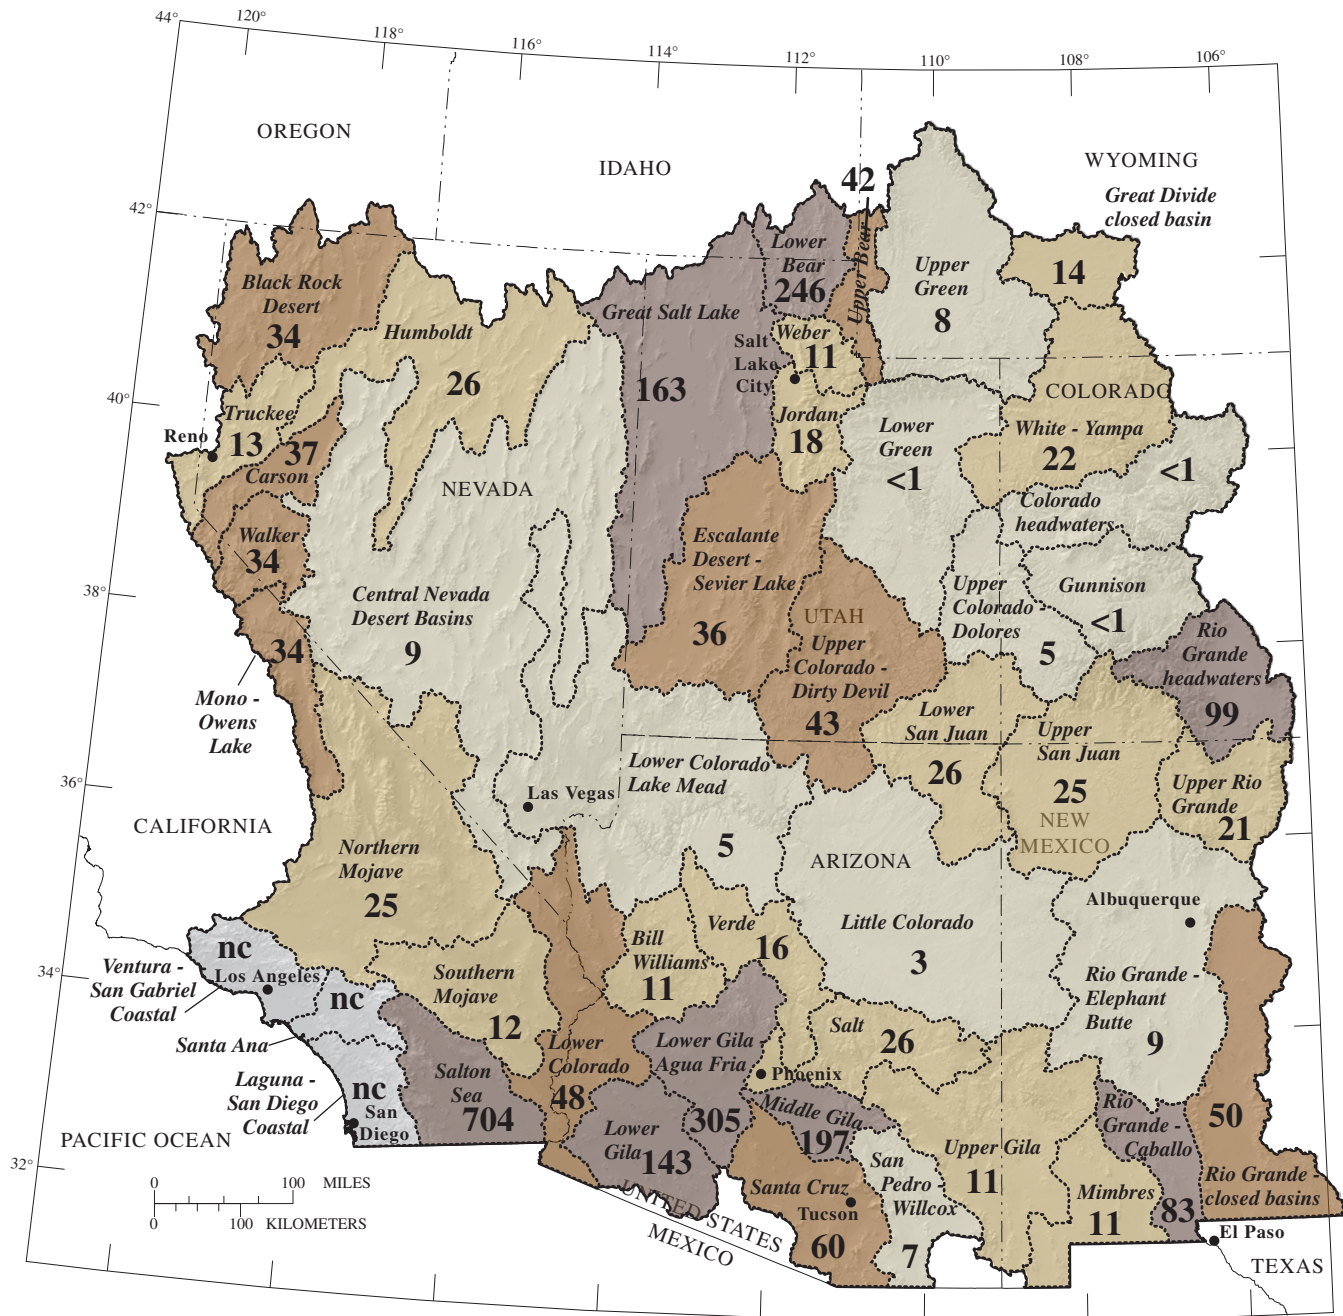 44°
120°
118°
116°
114°
112°
110°
108°
106°
OREGON
IDAHO
WYOMING
42
Great Divide
closed basin
42°
Lower
Bear
246
Upper Bear
Upper
Green
8
14
Black Rock
Desert
34
Humboldt
26
Great Salt Lake
163
Salt
Lake
City
Weber
11
COLORADO
40°
Truckee
13
Reno
37
Carson
Jordan
18
Lower
Green
<1
White - Yampa
22
<1
Colorado
headwaters
NEVADA
Walker
34
Escalante
Desert -
Sevier Lake
36
38°
Central Nevada
Desert Basins
9
UTAH
Upper
Colorado -
Dirty Devil
43
Upper
Colorado -
Dolores
5
Gunnison
<1
Rio
Grande
headwaters
99
34
Mono -
Owens
Lake
Lower
San Juan
26
Upper
San Juan
25
NEW
MEXICO
Upper Rio
Grande
21
36°
Lower Colorado
Lake Mead
5
Las Vegas
CALIFORNIA
Northern
Mojave
25
ARIZONA
Little Colorado
3
Albuquerque
Verde
16
Bill
Williams
11
34°
nc
Los Angeles
Ventura -
San Gabriel
Coastal
nc
Southern
Mojave
12
Rio Grande -
Elephant
Butte
9
Santa Ana
Lower
Colorado
48
Lower Gila -
Agua Fria
305
Salt
26
Phoenix
Laguna -
San Diego
Coastal
nc
San
Diego
Salton
Sea
704
Middle Gila
197
Rio
Grande -
Caballo
83
50
Rio Grande -
closed basins
PACIFIC OCEAN
32°
Lower
Gila
143
San
Pedro
Willcox
7
Upper Gila
11
Mimbres
11
Santa Cruz
Tucson
60
0 100 MILES
0 100 KILOMETERS
UNITED STATES
MEXICO
El Paso
TEXAS